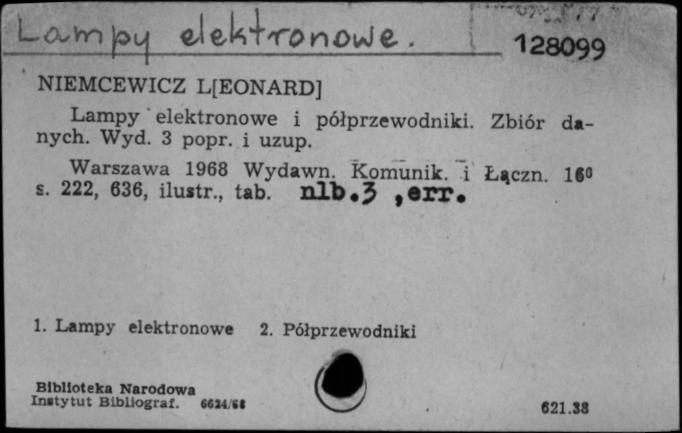 Lampy elektronowe.
128099
NIEMCEWICZ L[EONARD]
Lampy elektronowe i półprzewodniki. Zbiór da-
nych. Wyd. 3 popr. i uzup.
Warszawa 1968 Wydawn. Komunik. i Łączn. 16⁰
s. 222, 636, ilustr., tab. nlb.3 ,err.
1. Lampy elektronowe 2. Półprzewodniki
Biblioteka Narodowa
Instytut Bibliograf. 6624/68
621.38